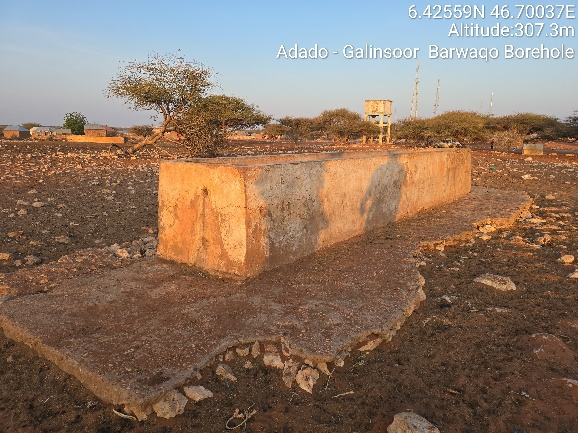 6.42559N 46.70037E
Altitude:307.3m
Adado - Galinsoor Barwaqo Borehole